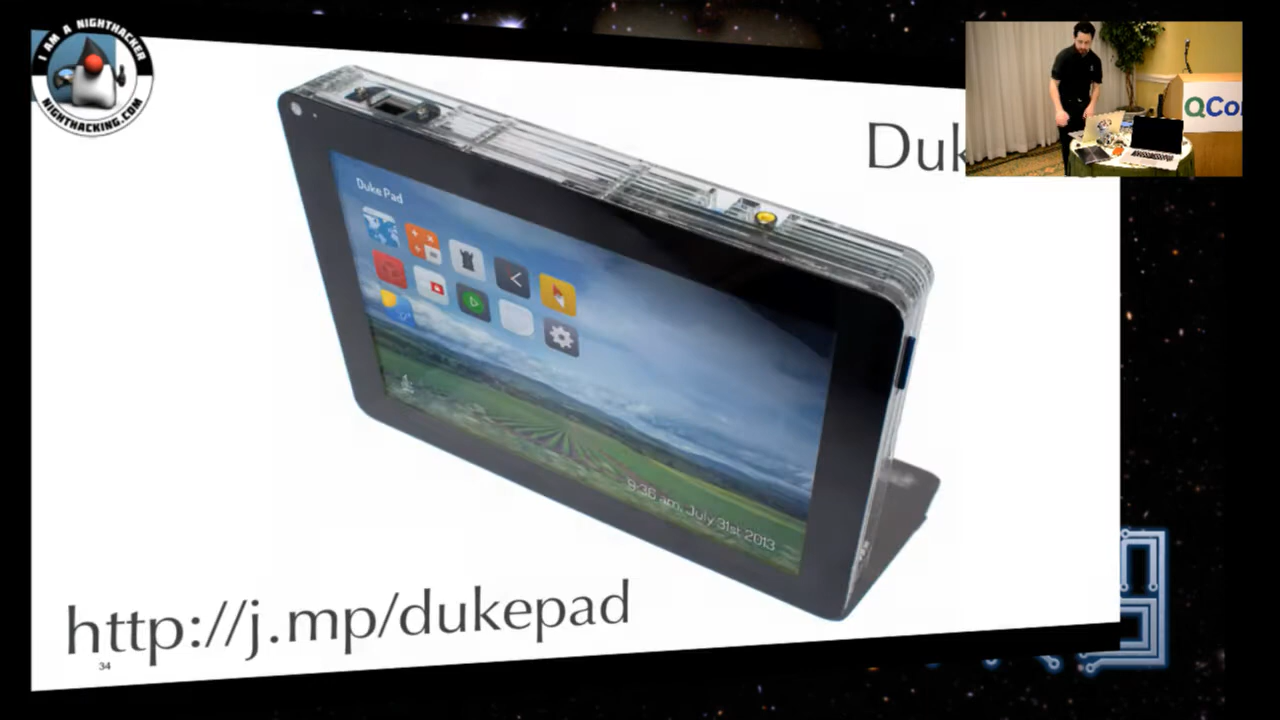 I AM A NIGHTHACKER
NIGHTHACKING.COM
QCo
Duk
Duke Pad
9:36 am, July 31st 2013
http://j.mp/dukepad
34